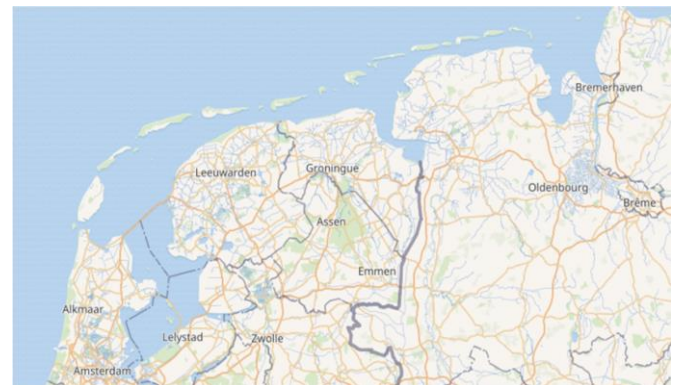 Bremerhaven
Leeuwarden
Groningue
Oldenbourg
Brême
Assen
Emmen
Alkmaar
Lelystad
Zwolle
Amsterdam